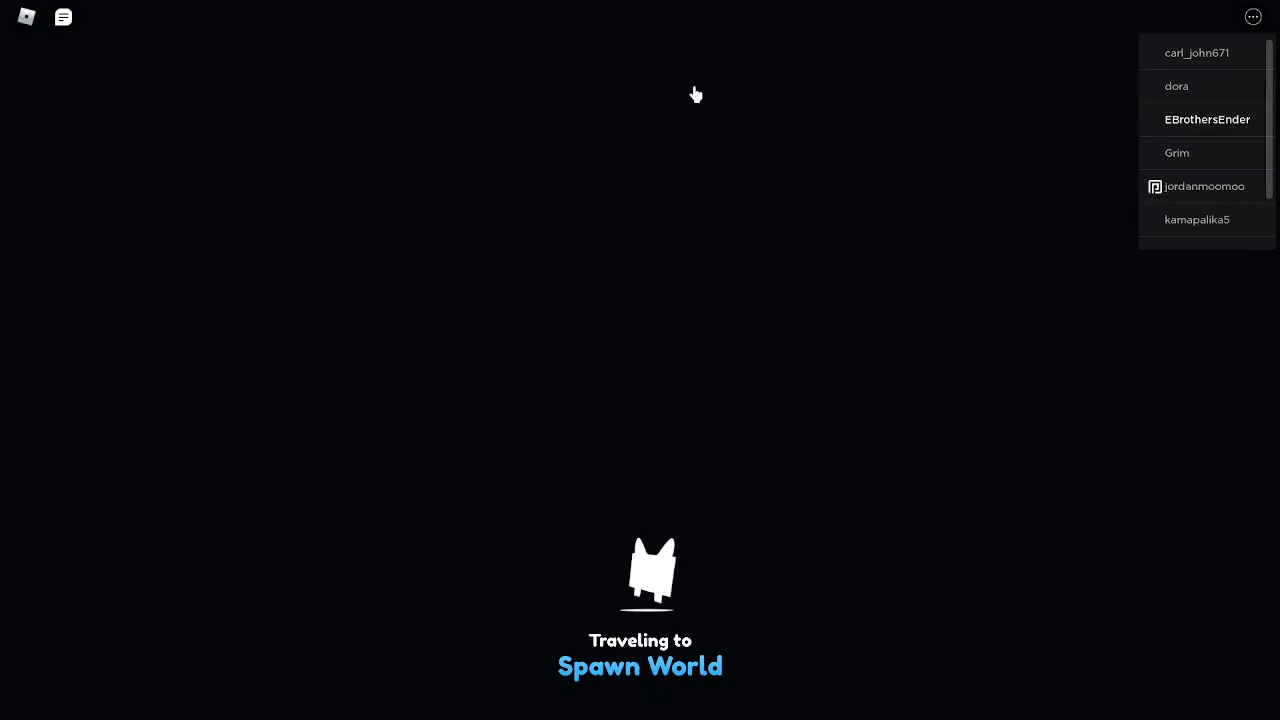 carl_john671
dora
EBrothersEnder
Grim
jordanmoomoo
kamapalika5
Traveling to
Spawn World